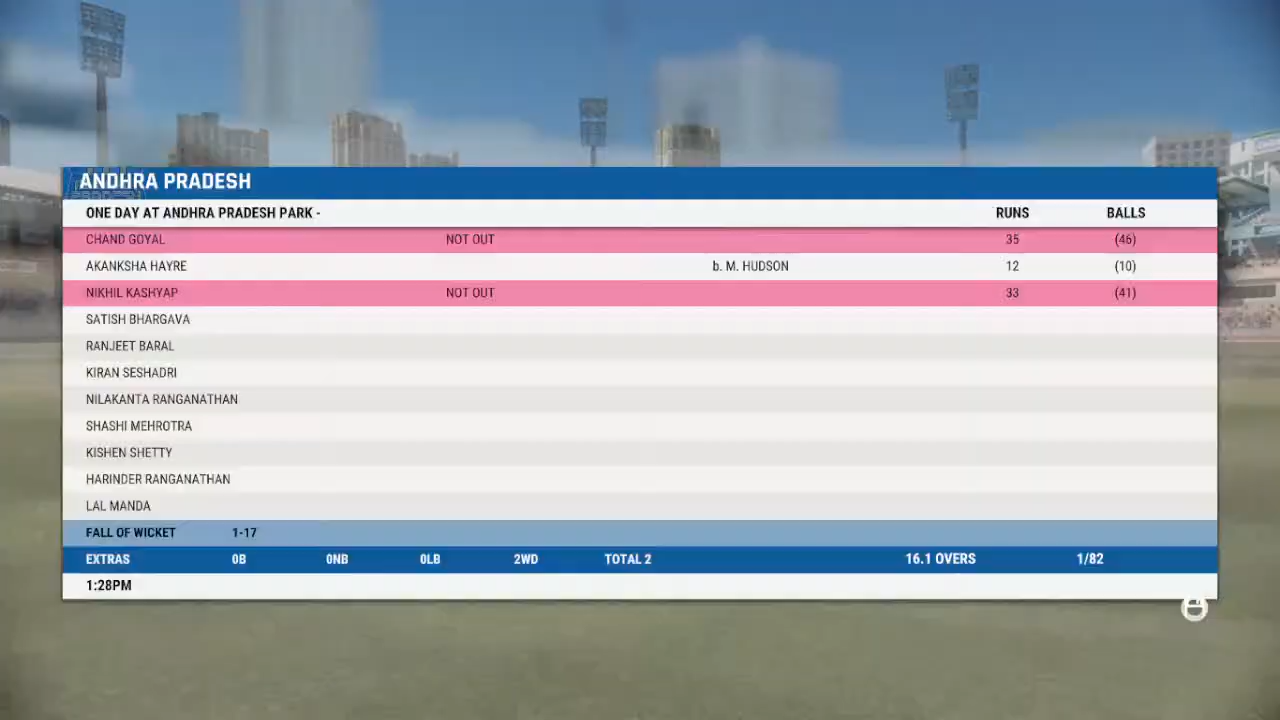 ANDHRA PRADESH
ONE DAY AT ANDHRA PRADESH PARK - RUNS BALLS
CHAND GOYAL NOT OUT 35 (46)
AKANKSHA HAYRE b. M. HUDSON 12 (10)
NIKHIL KASHYAP NOT OUT 33 (41)
SATISH BHARGAVA
RANJEET BARAL
KIRAN SESHADRI
NILAKANTA RANGANATHAN
SHASHI MEHROTRA
KISHEN SHETTY
HARINDER RANGANATHAN
LAL MANDA
FALL OF WICKET 1-17
EXTRAS 0B 0NB 0LB 2WD TOTAL 2 16.1 OVERS 1/82
1:28PM